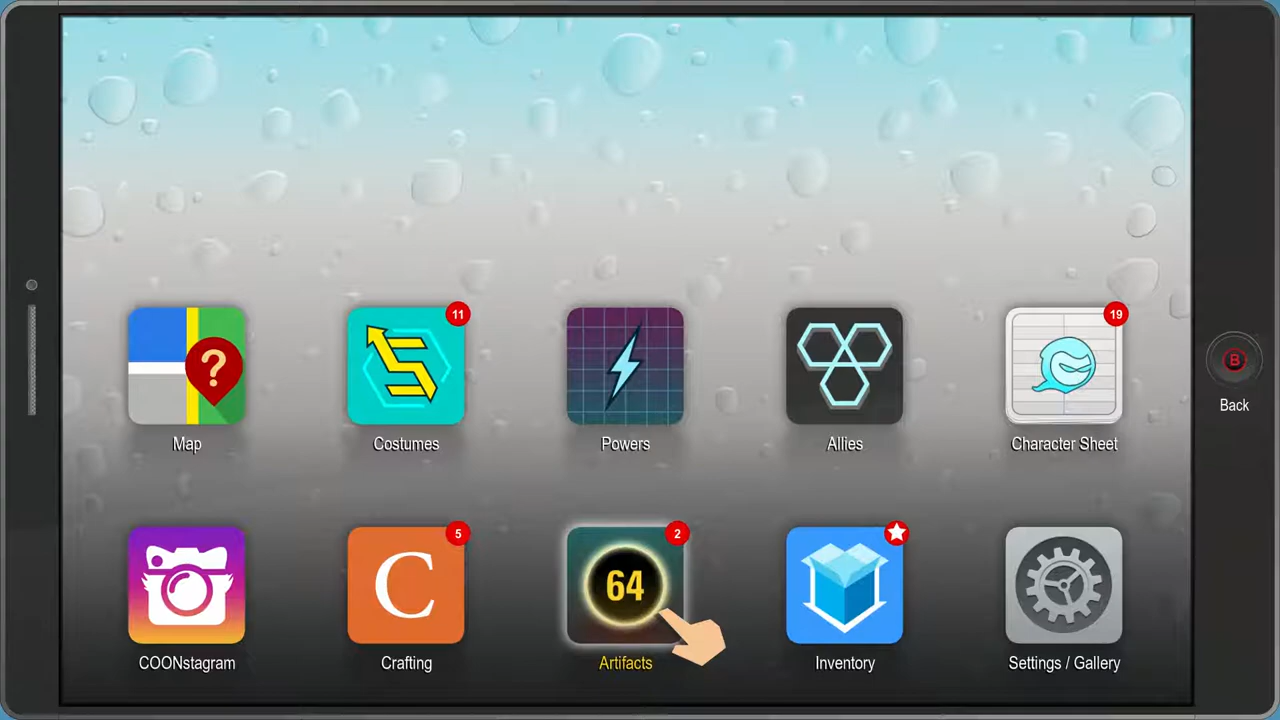 11
19
?
S
Map
Costumes
Powers
Allies
Character Sheet
B
Back
5
2
C
64
COONstagram
Crafting
Artifacts
Inventory
Settings / Gallery